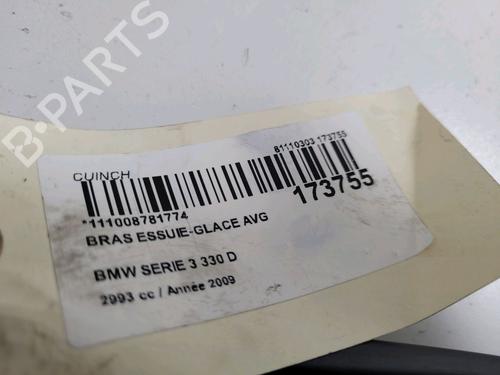 B-PARTS
CUINCH
81110303 173755
*111008781774
173755
BRAS ESSUIE-GLACE AVG
BMW SERIE 3 330 D
2993 cc / Année 2009